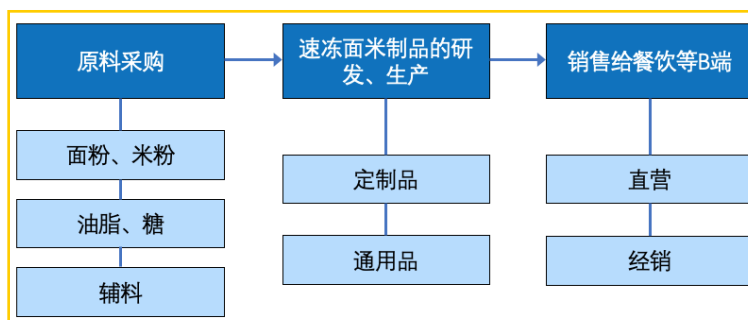 原料采购
速冻面米制品的研
发、生产
销售给餐饮等B端
面粉、米粉
油脂、糖
辅料
定制品
通用品
直营
经销